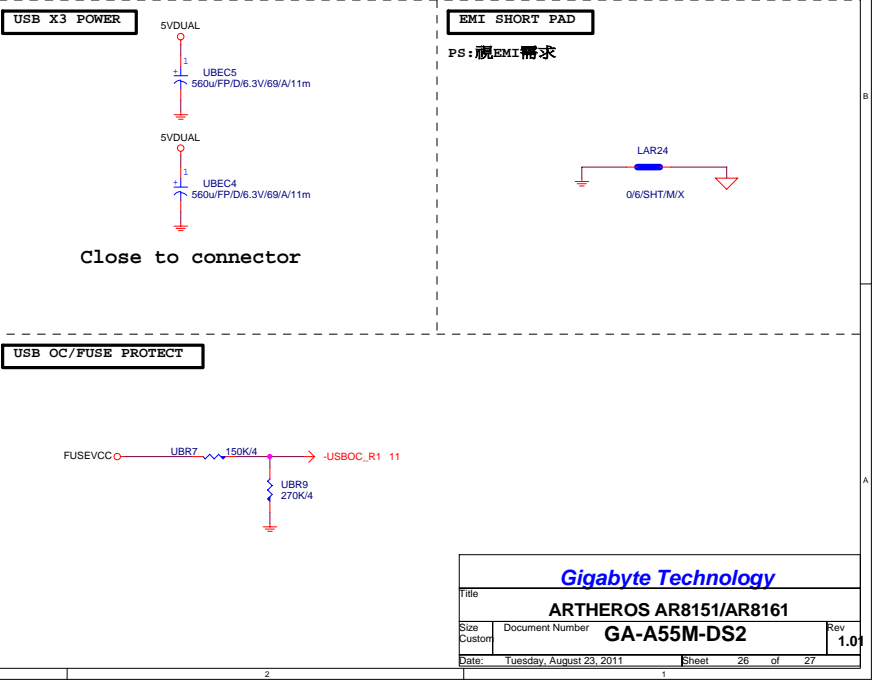 USB X3 POWER
5VDUAL
1
+
UBEC5
560u/FP/D/6.3V/69/A/11m
5VDUAL
1
+
UBEC4
560u/FP/D/6.3V/69/A/11m
Close to connector
EMI SHORT PAD
PS:視EMI需求
LAR24
0/6/SHT/M/X
B
USB OC/FUSE PROTECT
FUSEVCC
UBR7
150K/4
-USBOC_R1 11
UBR9
270K/4
A
Gigabyte Technology
Title
ARTHEROS AR8151/AR8161
Size
Custom
Document Number
GA-A55M-DS2
Rev
1.01
Date: Tuesday, August 23, 2011 Sheet 26 of 27
2
1